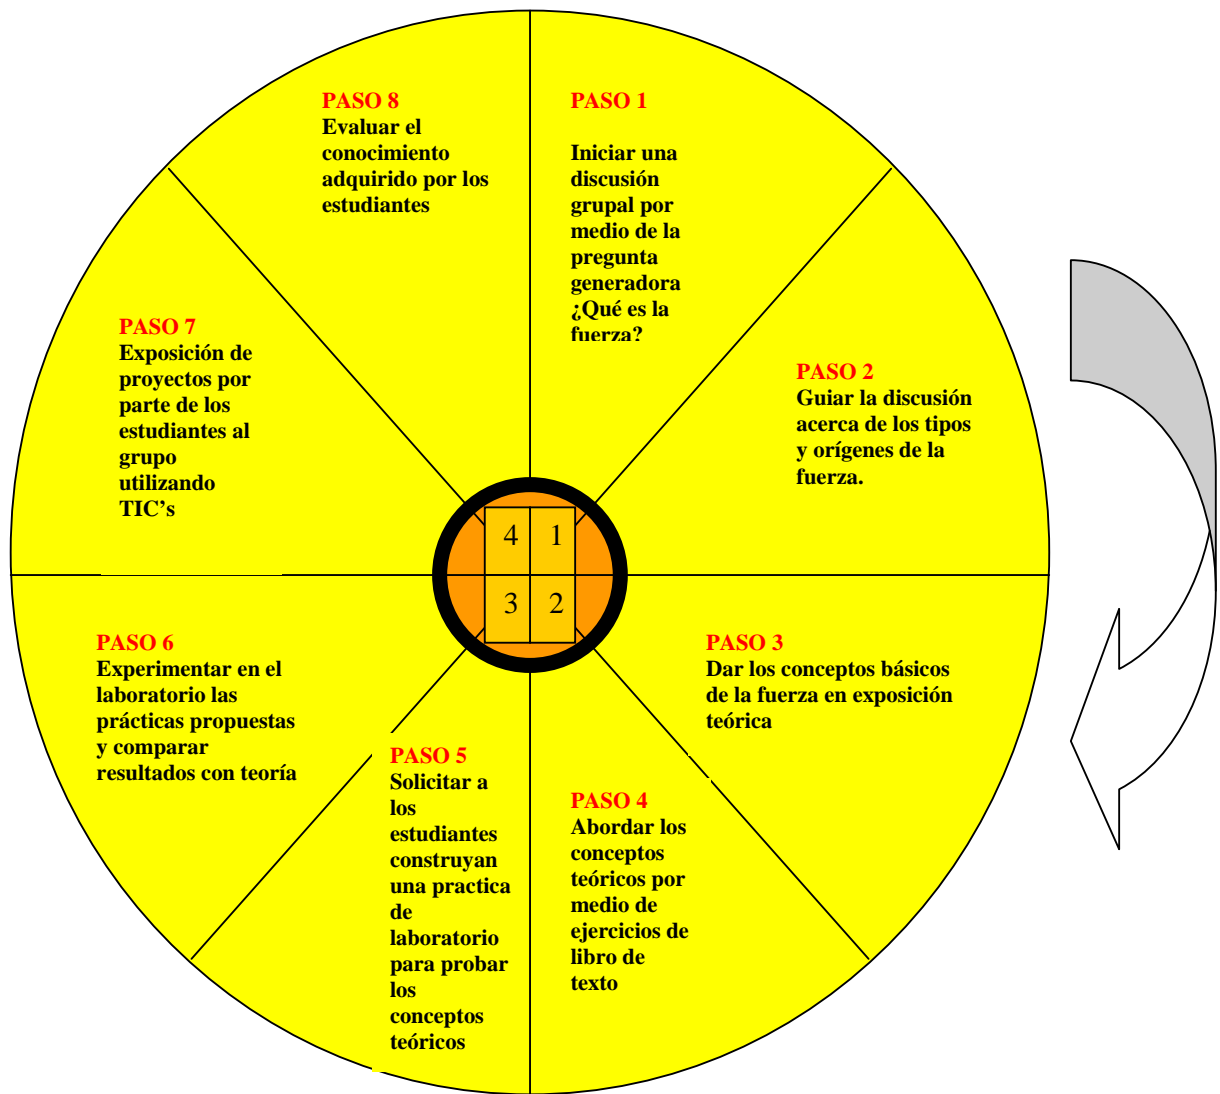 PASO 8
Evaluar el
conocimiento
adquirido por los
estudiantes
PASO 1
Iniciar una
discusión
grupal por
medio de la
pregunta
generadora
¿Qué es la
fuerza?
PASO 2
Guiar la discusión
acerca de los tipos
y orígenes de la
fuerza.
PASO 7
Exposición de
proyectos por
parte de los
estudiantes al
grupo
utilizando
TIC’s
4 1
3 2
PASO 6
Experimentar en el
laboratorio las
prácticas propuestas
y comparar
resultados con teoría
PASO 3
Dar los conceptos básicos
de la fuerza en exposición
teórica
PASO 5
Solicitar a
los
estudiantes
construyan
una practica
de
laboratorio
para probar
los
conceptos
teóricos
PASO 4
Abordar los
conceptos
teóricos por
medio de
ejercicios de
libro de
texto